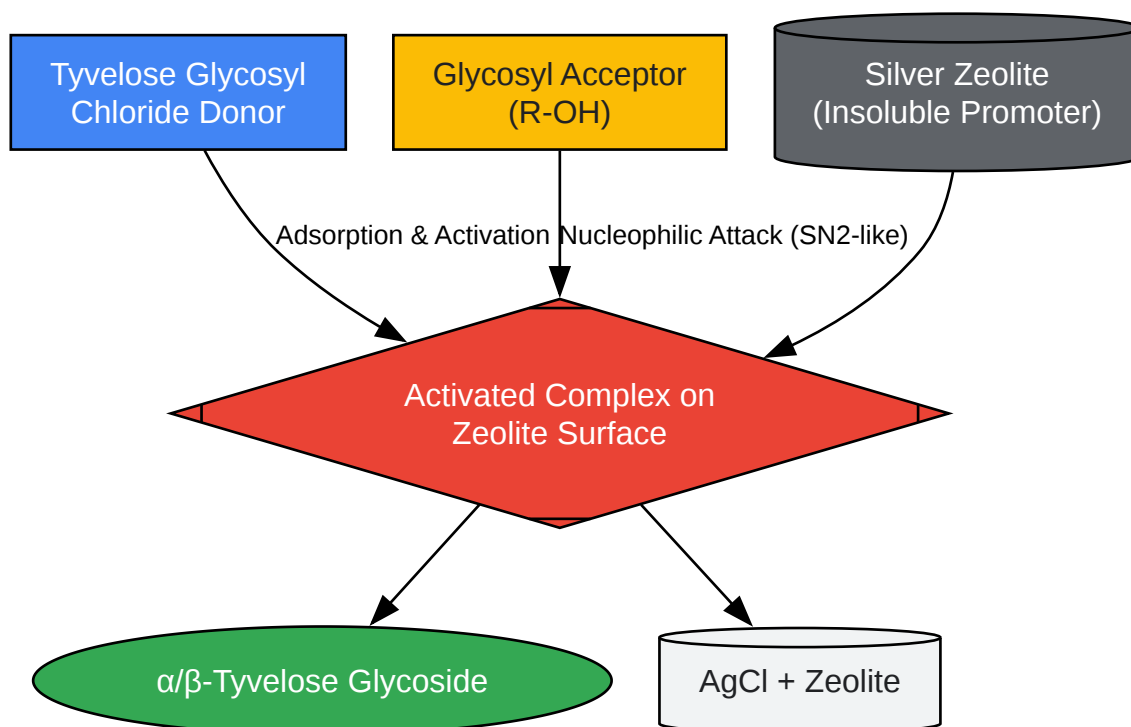 Tyvelose Glycosyl
Chloride Donor
Glycosyl Acceptor
(R-OH)
Silver Zeolite
(Insoluble Promoter)
Adsorption & Activation
Nucleophilic Attack (SN2-like)
Activated Complex on
Zeolite Surface
α/β-Tyvelose Glycoside
AgCl + Zeolite